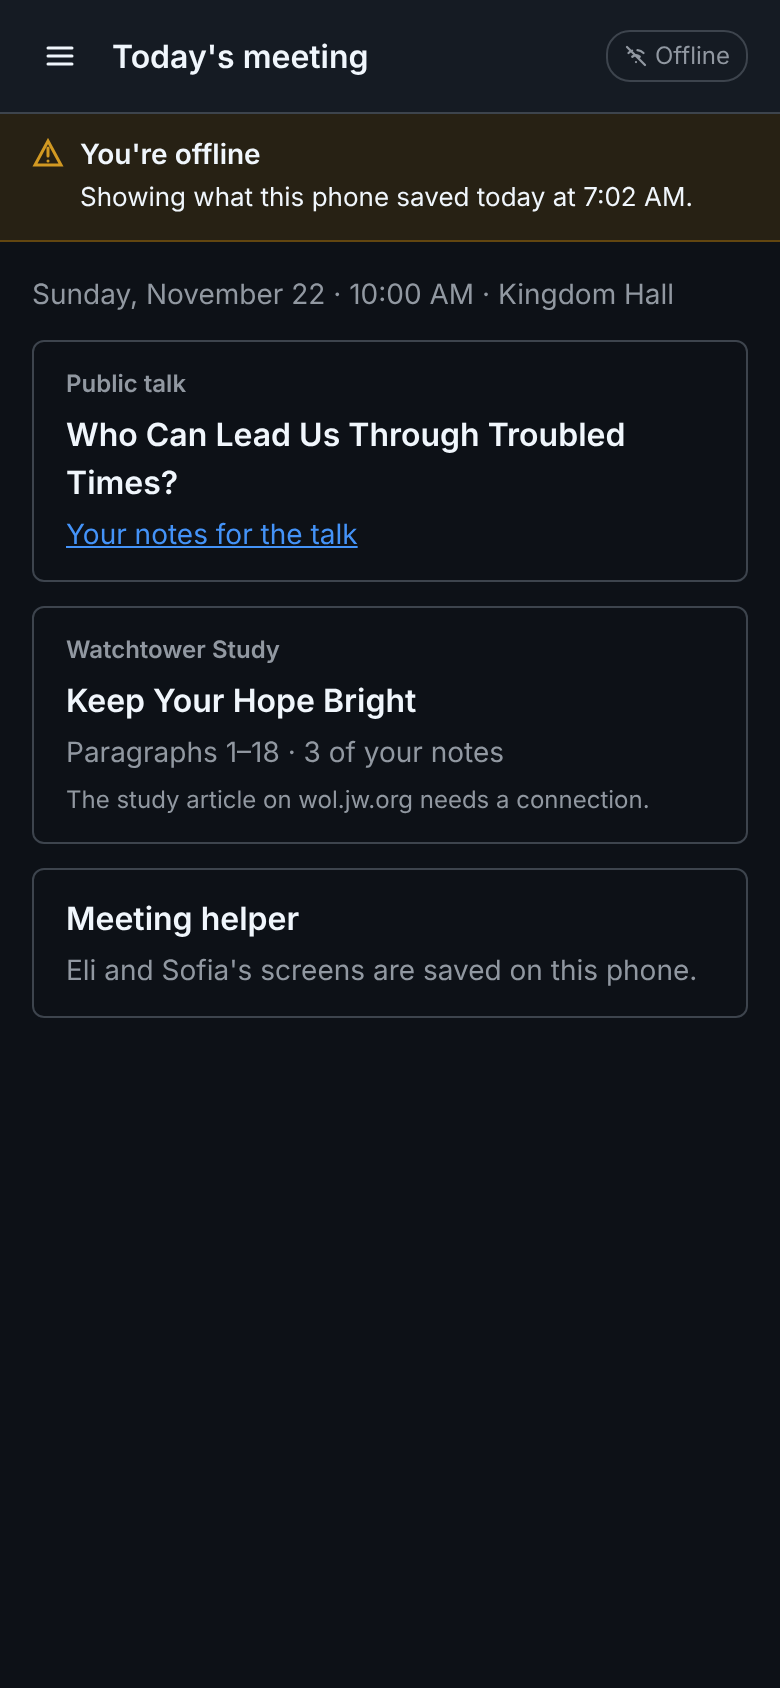 Today's meeting
Offline
You're offline
Showing what this phone saved today at 7:02 AM.
Sunday, November 22 · 10:00 AM · Kingdom Hall
Public talk
Who Can Lead Us Through Troubled
Times?
Your notes for the talk
Watchtower Study
Keep Your Hope Bright
Paragraphs 1–18 · 3 of your notes
The study article on wol.jw.org needs a connection.
Meeting helper
Eli and Sofia's screens are saved on this phone.